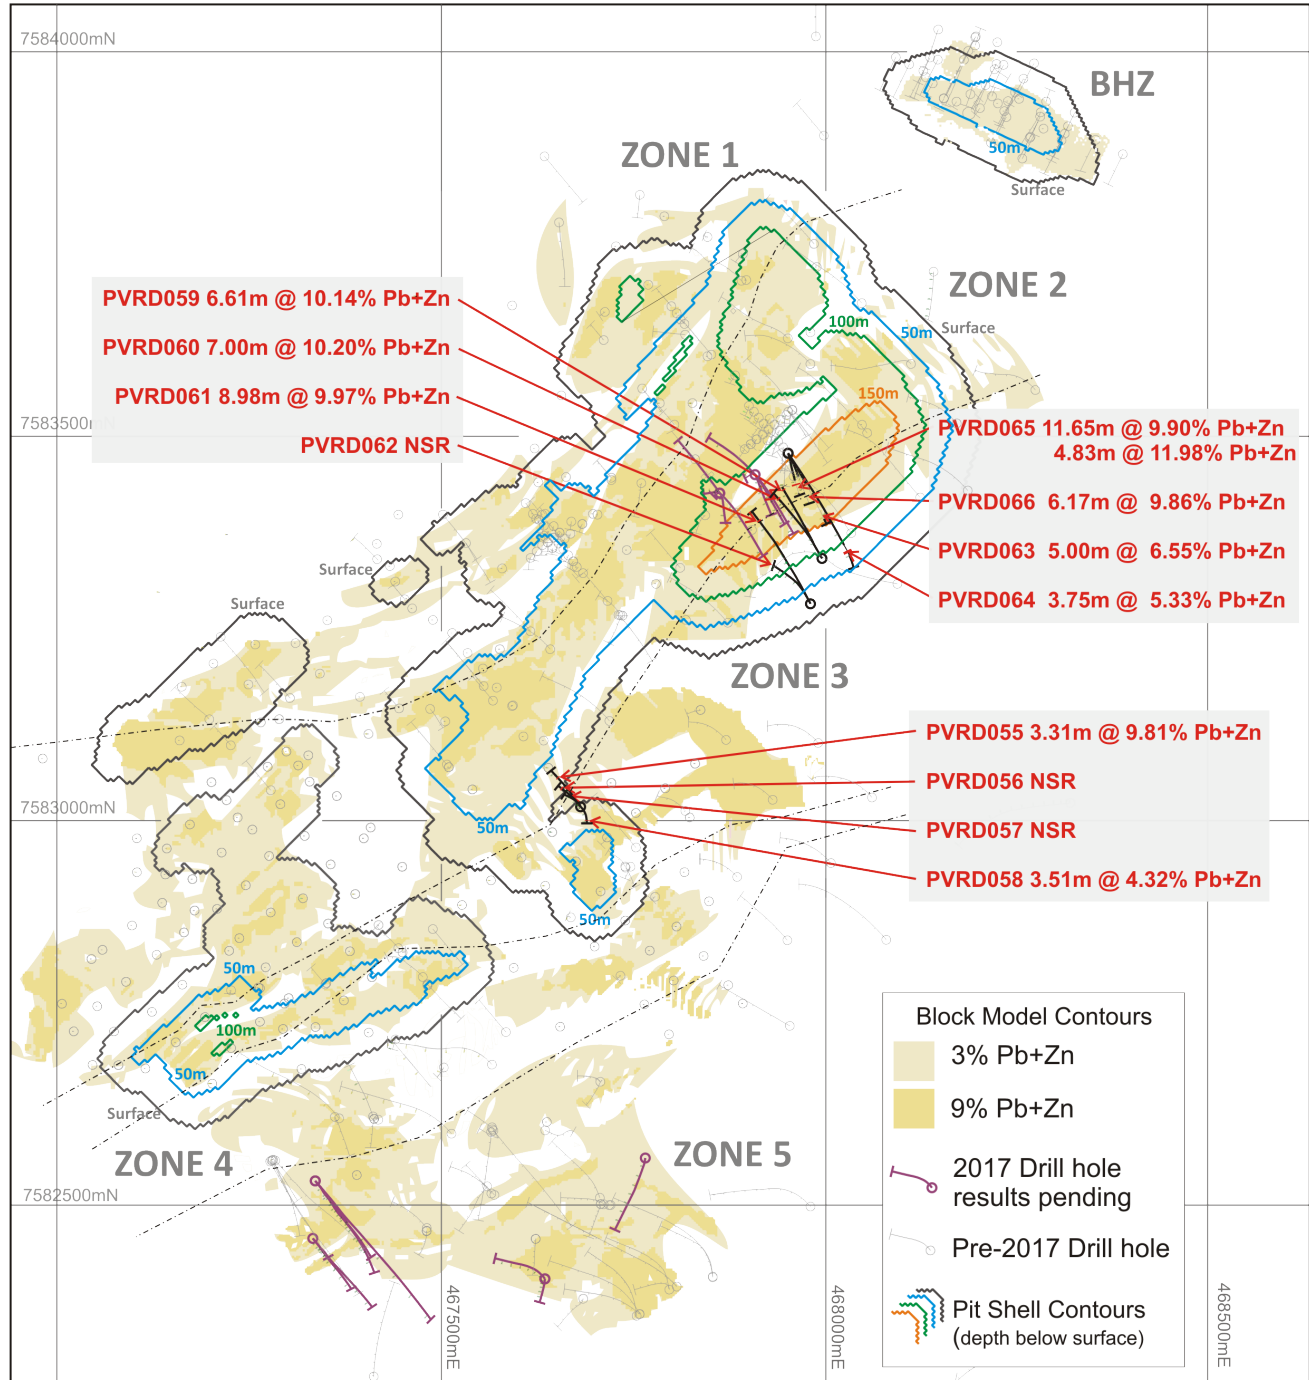 7584000mN
BHZ
50m
Surface
ZONE 1
ZONE 2
PVRD059 6.61m @ 10.14% Pb+Zn
PVRD060 7.00m @ 10.20% Pb+Zn
PVRD061 8.98m @ 9.97% Pb+Zn
PVRD062 NSR
100m
50m
Surface
150m
7583500mN
PVRD065 11.65m @ 9.90% Pb+Zn
4.83m @ 11.98% Pb+Zn
PVRD066 6.17m @ 9.86% Pb+Zn
PVRD063 5.00m @ 6.55% Pb+Zn
PVRD064 3.75m @ 5.33% Pb+Zn
Surface
Surface
ZONE 3
PVRD055 3.31m @ 9.81% Pb+Zn
PVRD056 NSR
PVRD057 NSR
PVRD058 3.51m @ 4.32% Pb+Zn
7583000mN
50m
50m
50m
100m
50m
Surface
ZONE 4
ZONE 5
7582500mN
467500mE
468000mE
468500mE
Block Model Contours
3% Pb+Zn
9% Pb+Zn
2017 Drill hole
results pending
Pre-2017 Drill hole
Pit Shell Contours
(depth below surface)